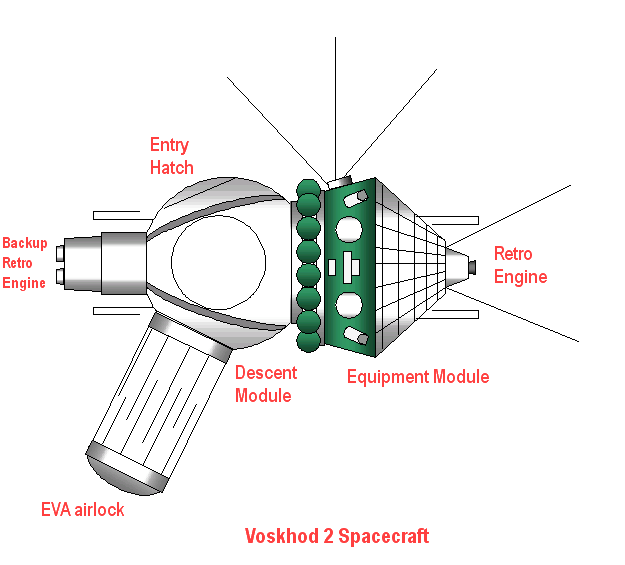 Entry
Hatch
Backup
Retro
Engine
Retro
Engine
Descent
Module
Equipment Module
EVA airlock
Voskhod 2 Spacecraft